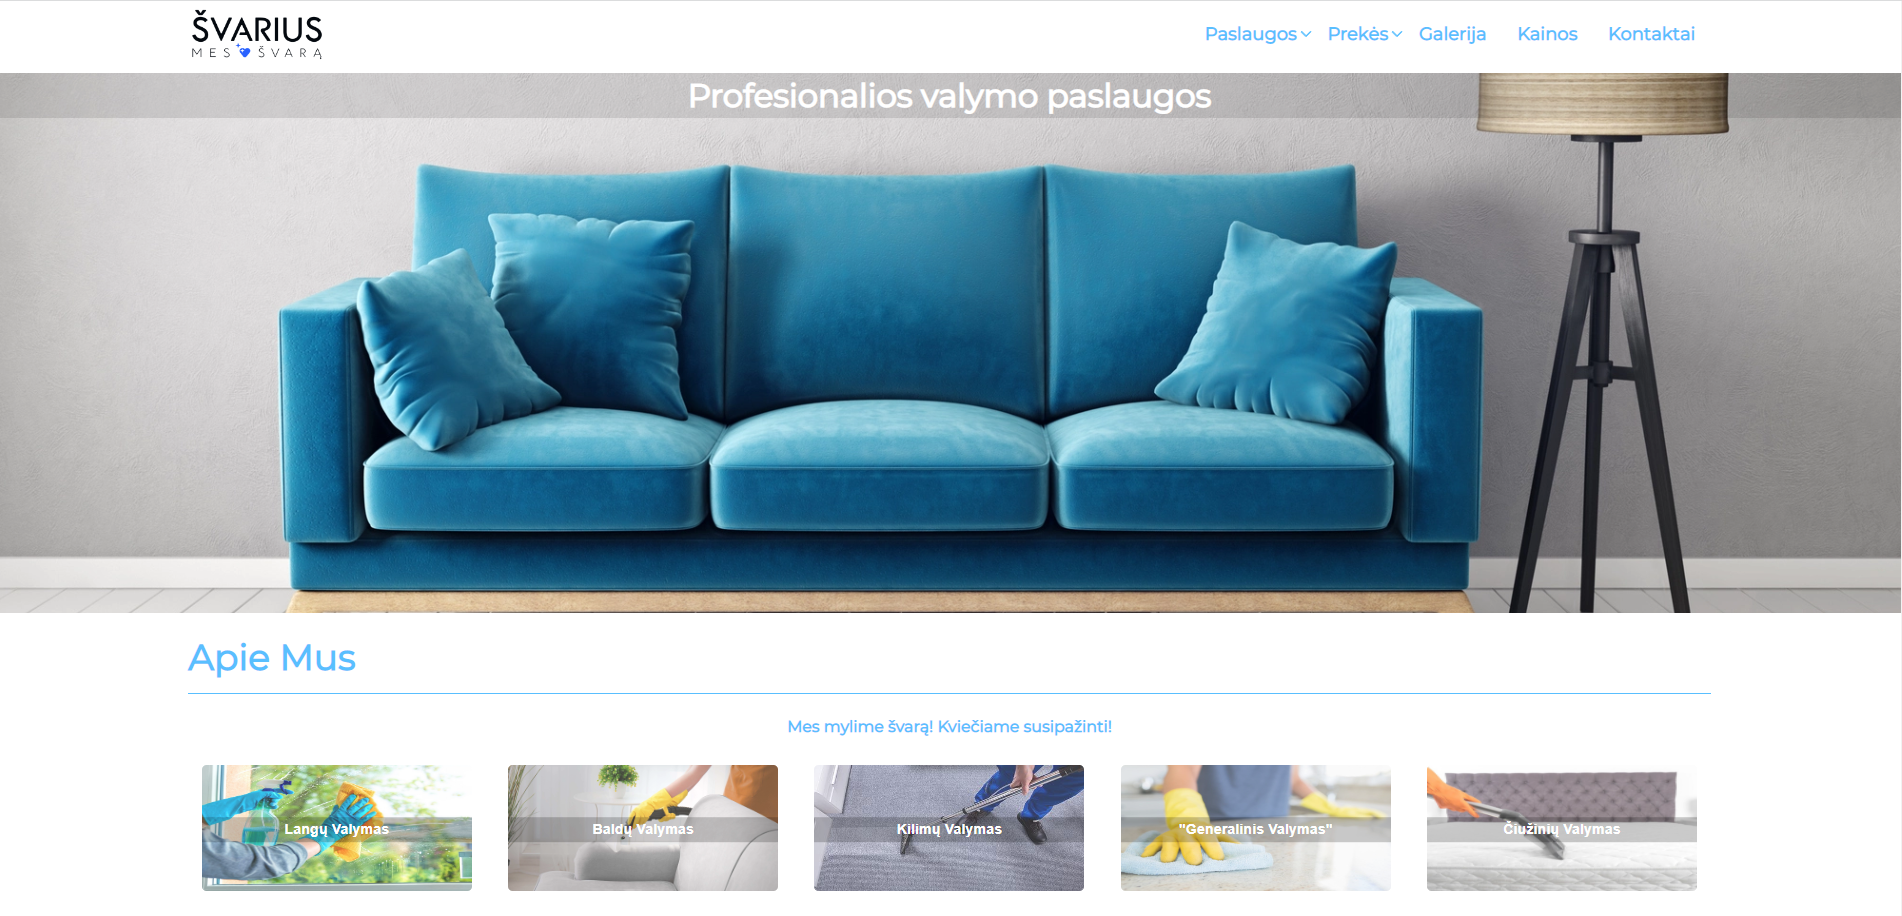 ŠVARIUS
MES ŠVARĄ
Paslaugos Prekės Galerija Kainos Kontaktai
Profesionalios valymo paslaugos
Apie Mus
Mes mylime švarą! Kviečiame susipažinti!
Langų Valymas
Baldų Valymas
Kilimų Valymas
"Generalinis Valymas"
Čiužinių Valymas